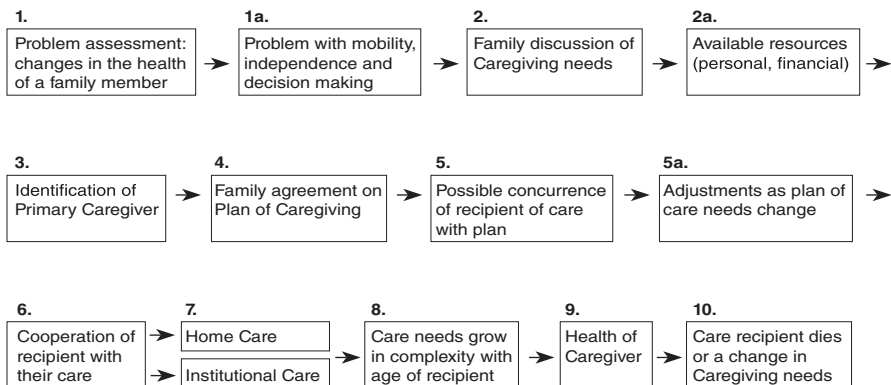 1.
1a.
2.
2a.
Problem assessment:
changes in the health
of a family member
Problem with mobility,
independence and
decision making
Family discussion of
Caregiving needs
Available resources
(personal, financial)
3.
4.
5.
5a.
Identification of
Primary Caregiver
Family agreement on
Plan of Caregiving
Possible concurrence
of recipient of care
with plan
Adjustments as plan of
care needs change
6.
7.
8.
9.
10.
Cooperation of
recipient with
their care
Home Care
Institutional Care
Care needs grow
in complexity with
age of recipient
Health of
Caregiver
Care recipient dies
or a change in
Caregiving needs